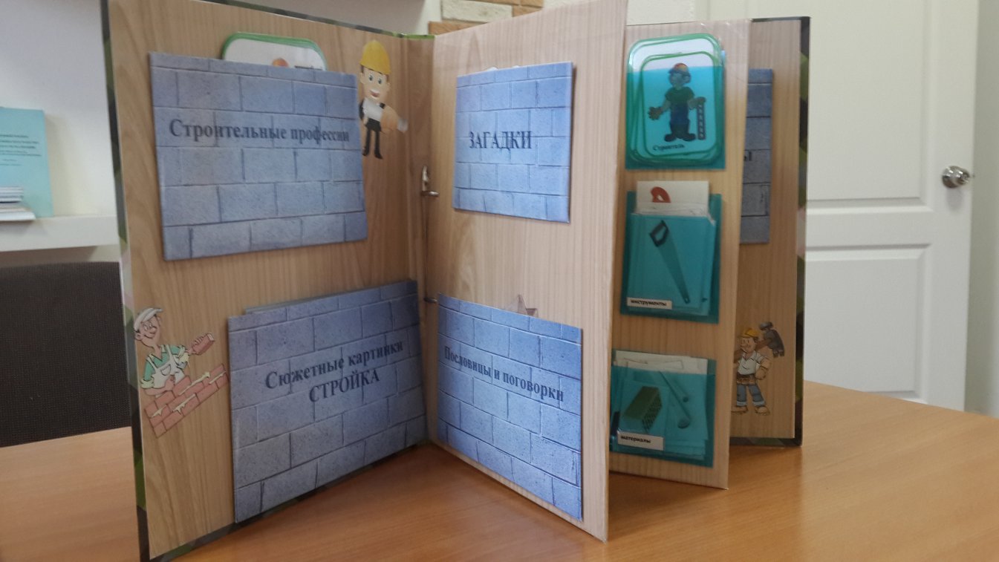 Строительные профессии
Сюжетные картинки
СТРОЙКА
ЗАГАДКИ
Пословицы и поговорки
Строитель
инструменты
материалы